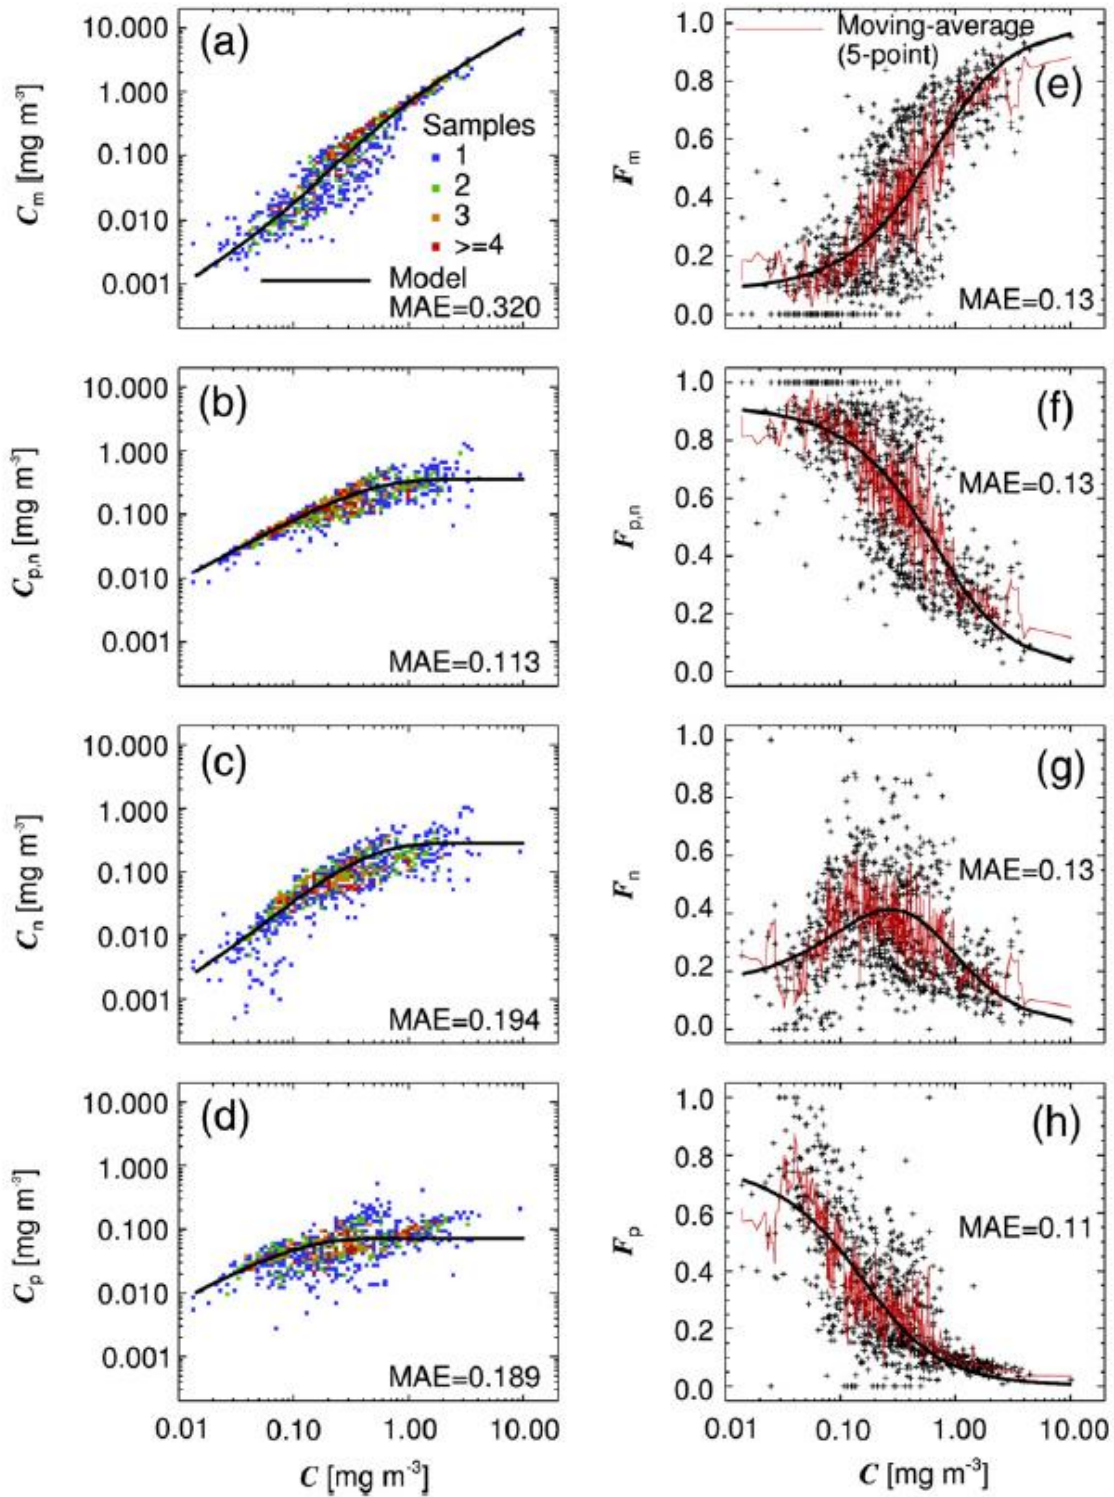 10.000
1.000
0.100
0.010
0.001
C_m [mg m^-3]
(a)
Samples
1
2
3
>=4
Model
MAE=0.320
1.0
0.8
0.6
0.4
0.2
0.0
F_m
Moving-average
(5-point)
(e)
MAE=0.13
10.000
1.000
0.100
0.010
0.001
C_p,n [mg m^-3]
(b)
MAE=0.113
1.0
0.8
0.6
0.4
0.2
0.0
F_p,n
(f)
MAE=0.13
10.000
1.000
0.100
0.010
0.001
C_n [mg m^-3]
(c)
MAE=0.194
1.0
0.8
0.6
0.4
0.2
0.0
F_n
(g)
MAE=0.13
10.000
1.000
0.100
0.010
0.001
C_p [mg m^-3]
(d)
MAE=0.189
0.01 0.10 1.00 10.00
C [mg m^-3]
1.0
0.8
0.6
0.4
0.2
0.0
F_p
(h)
MAE=0.11
0.01 0.10 1.00 10.00
C [mg m^-3]